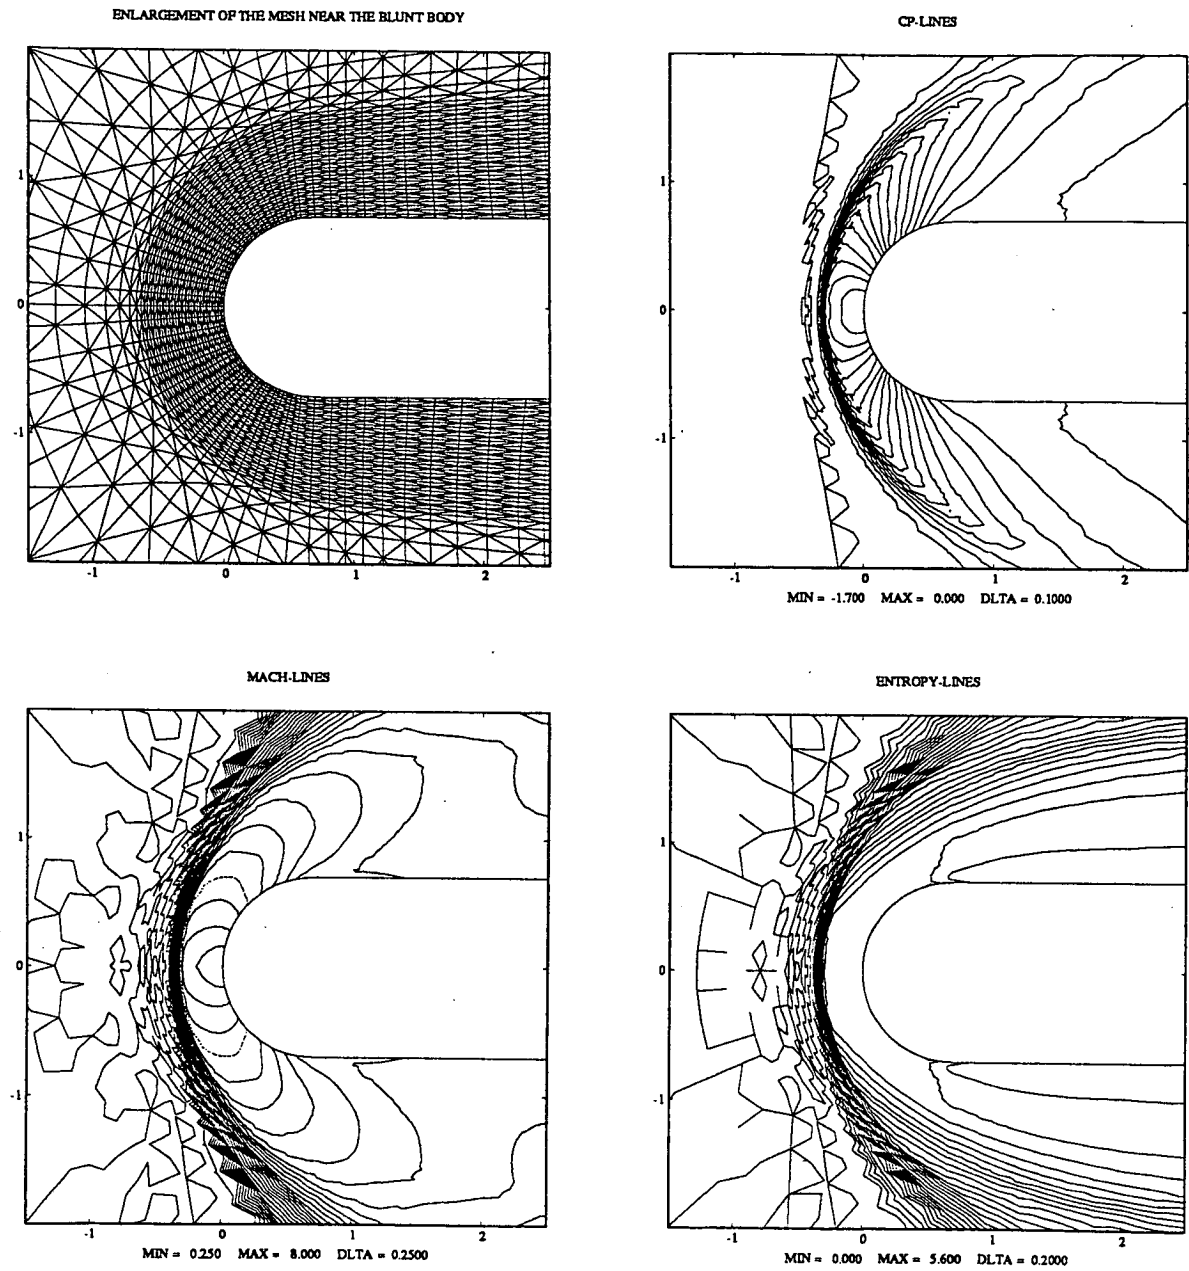 ENLARGEMENT OF THE MESH NEAR THE BLUNT BODY
1
0
-1
-1 0 1 2
CP-LINES
1
0
-1
-1 0 1 2
MIN = -1.700 MAX = 0.000 DLTA = 0.1000
MACH-LINES
1
0
-1
-1 0 1 2
MIN = 0.250 MAX = 8.000 DLTA = 0.2500
ENTROPY-LINES
1
0
-1
-1 0 1 2
MIN = 0.000 MAX = 5.600 DLTA = 0.2000